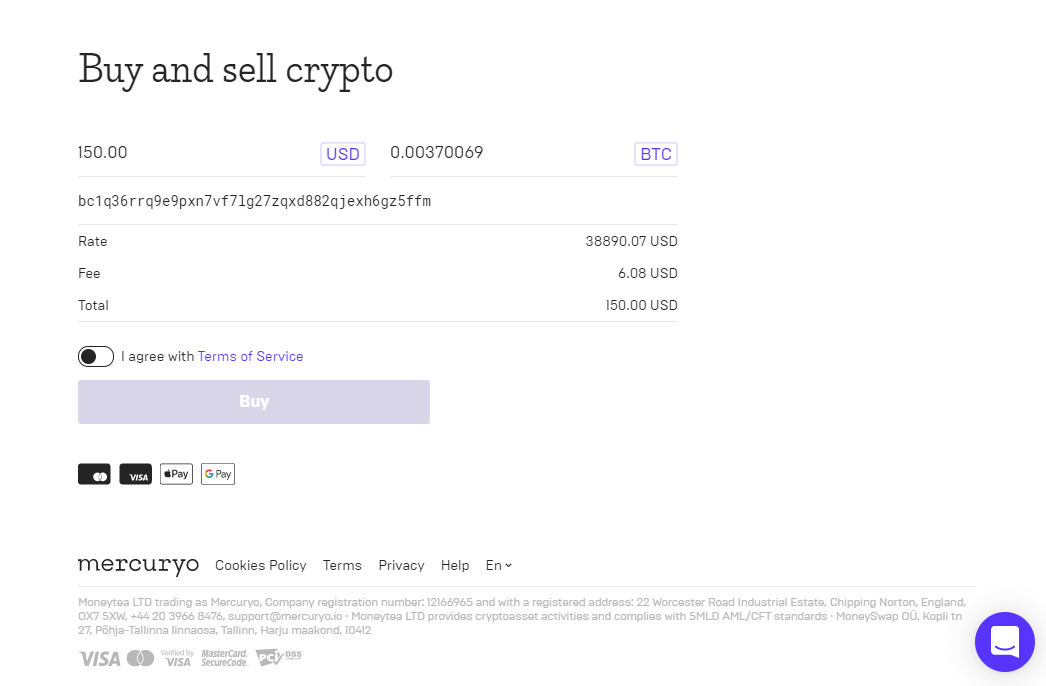 Buy and sell crypto
150.00 USD 0.00370069 BTC
bc1q36rrq9e9pxn7vf7lg27zqxd882qjexh6gz5ffm
Rate 38890.07 USD
Fee 6.08 USD
Total 150.00 USD
I agree with Terms of Service
Buy
VISA Pay G Pay
mercuryo Cookies Policy Terms Privacy Help En
Moneytea LTD trading as Mercuryo, Company registration number: 12166965 and with a registered address: 22 Worcester Road Industrial Estate, Chipping Norton, England,
OX7 5XW, +44 20 3966 8476, support@mercuryo.io · Moneytea LTD provides cryptoasset activities and complies with 5MLD AML/CFT standards · MoneySwap OÜ. Kopli tn
27, Põhja-Tallinna linnaosa, Tallinn, Harju maakond, 10412
VISA Verified by VISA MasterCard. SecureCode. PCI DSS